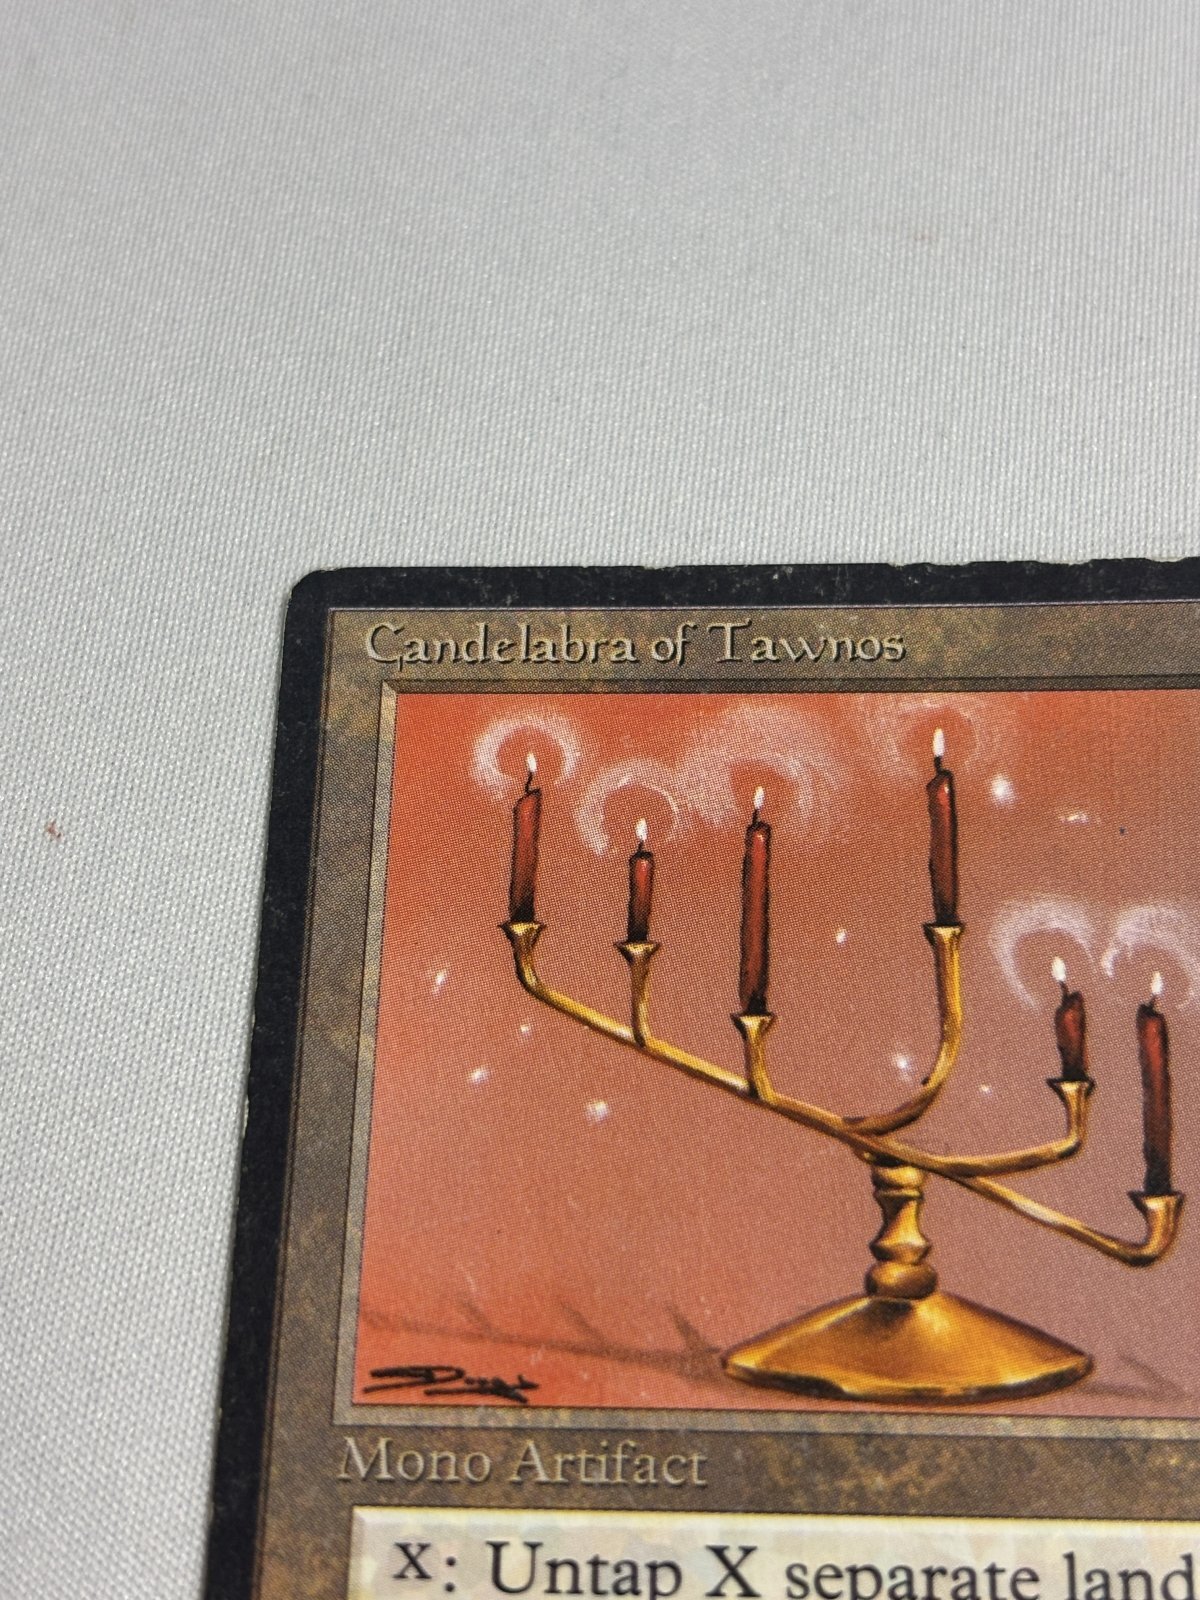 Candelabra of Tawnos
Mono Artifact
X: Untap X separate land